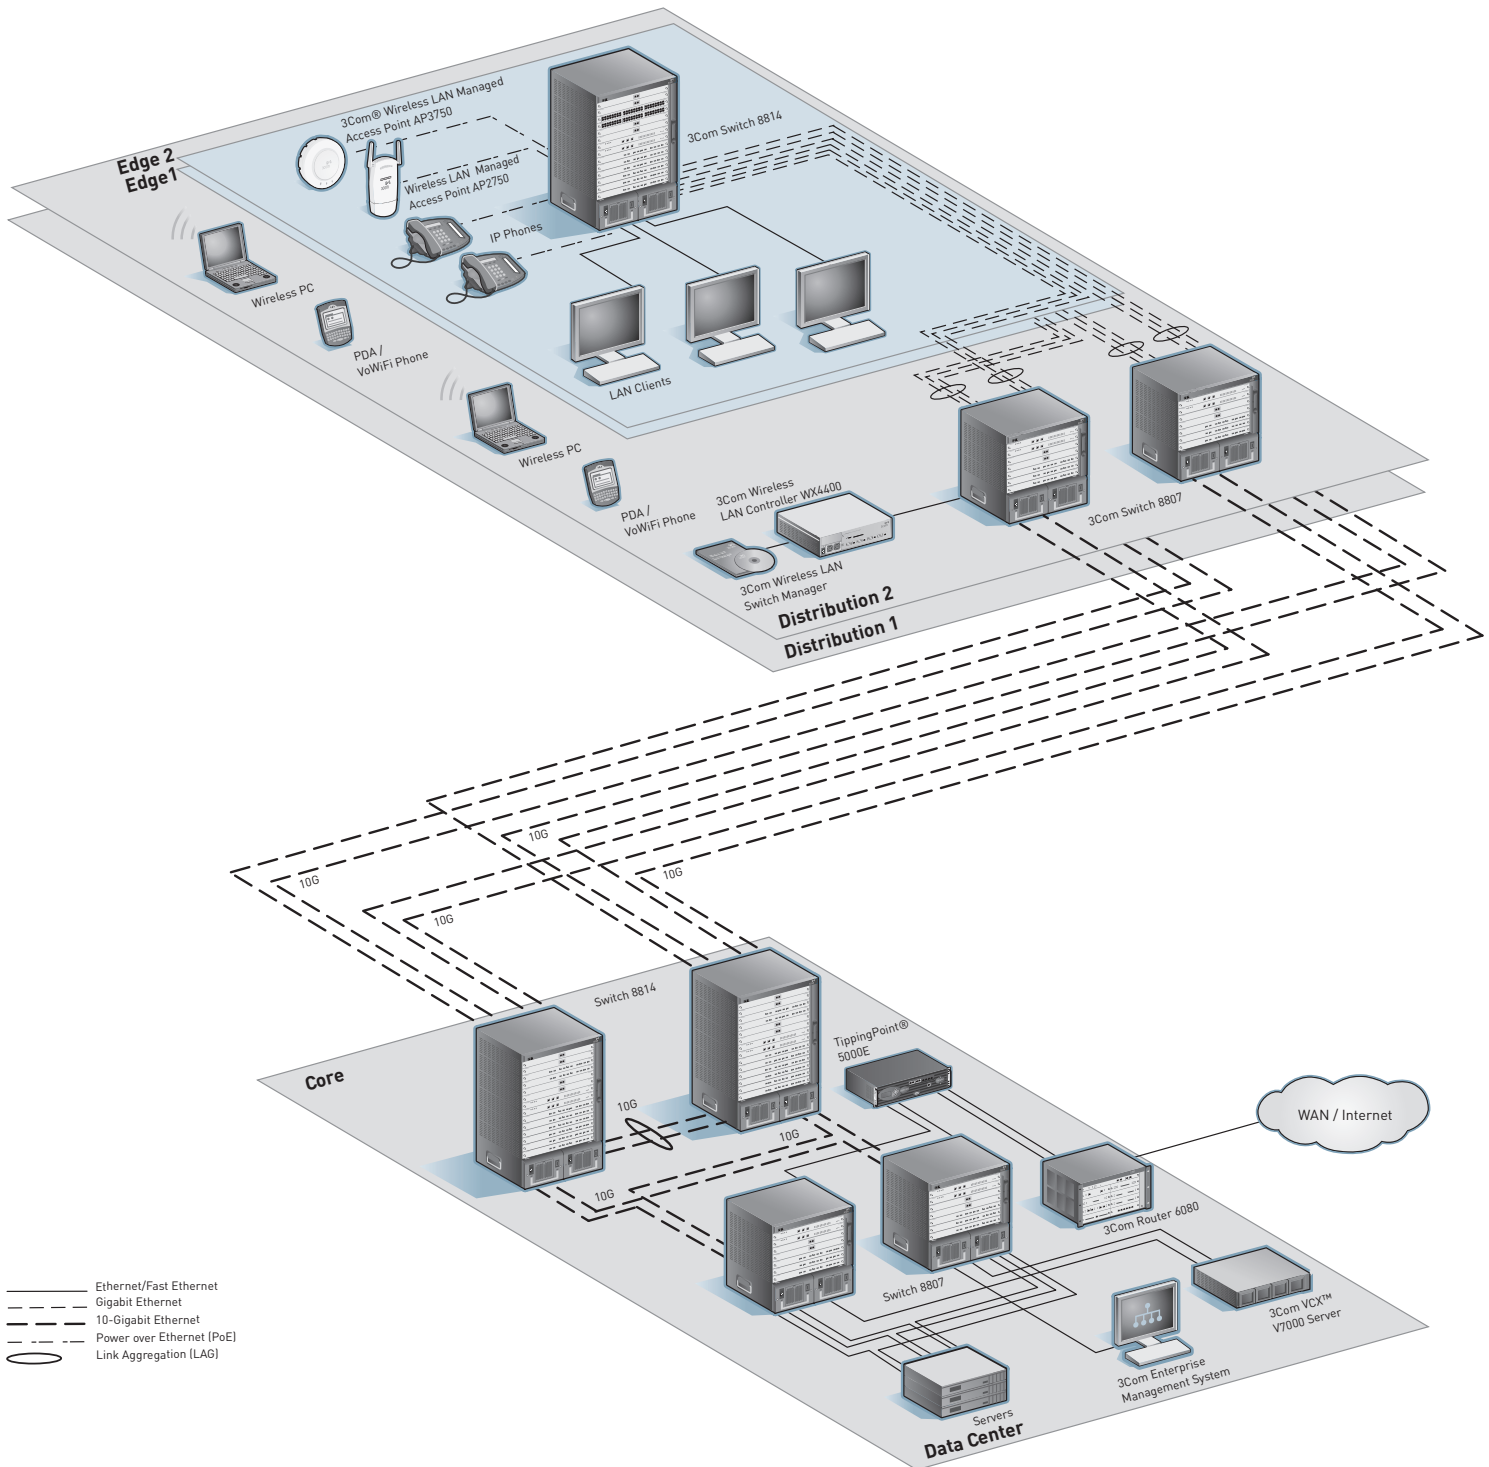 3Com® Wireless LAN Managed
Access Point AP3750
3Com Switch 8814
Edge 2
Edge1
Wireless LAN Managed
Access Point AP2750
IP Phones
Wireless PC
PDA /
VoWiFi Phone
LAN Clients
Wireless PC
PDA /
VoWiFi Phone
3Com Wireless
LAN Controller WX4400
3Com Switch 8807
3Com Wireless LAN
Switch Manager
Distribution 2
Distribution 1
10G
10G
10G
10G
Switch 8814
TippingPoint®
5000E
Core
10G
10G
10G
WAN / Internet
3Com Router 6080
Switch 8807
3Com VCX™
V7000 Server
3Com Enterprise
Management System
Servers
Data Center
Ethernet/Fast Ethernet
Gigabit Ethernet
10-Gigabit Ethernet
Power over Ethernet (PoE)
Link Aggregation (LAG)